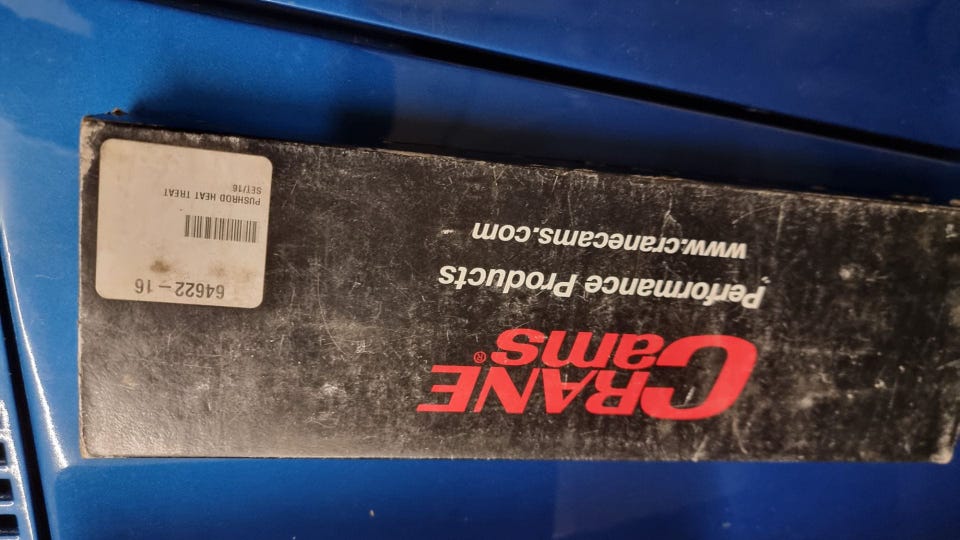 CRANE
Cams®
Performance Products
www.cranecams.com
64622-16
PUSHROD HEAT TREAT
SET/16